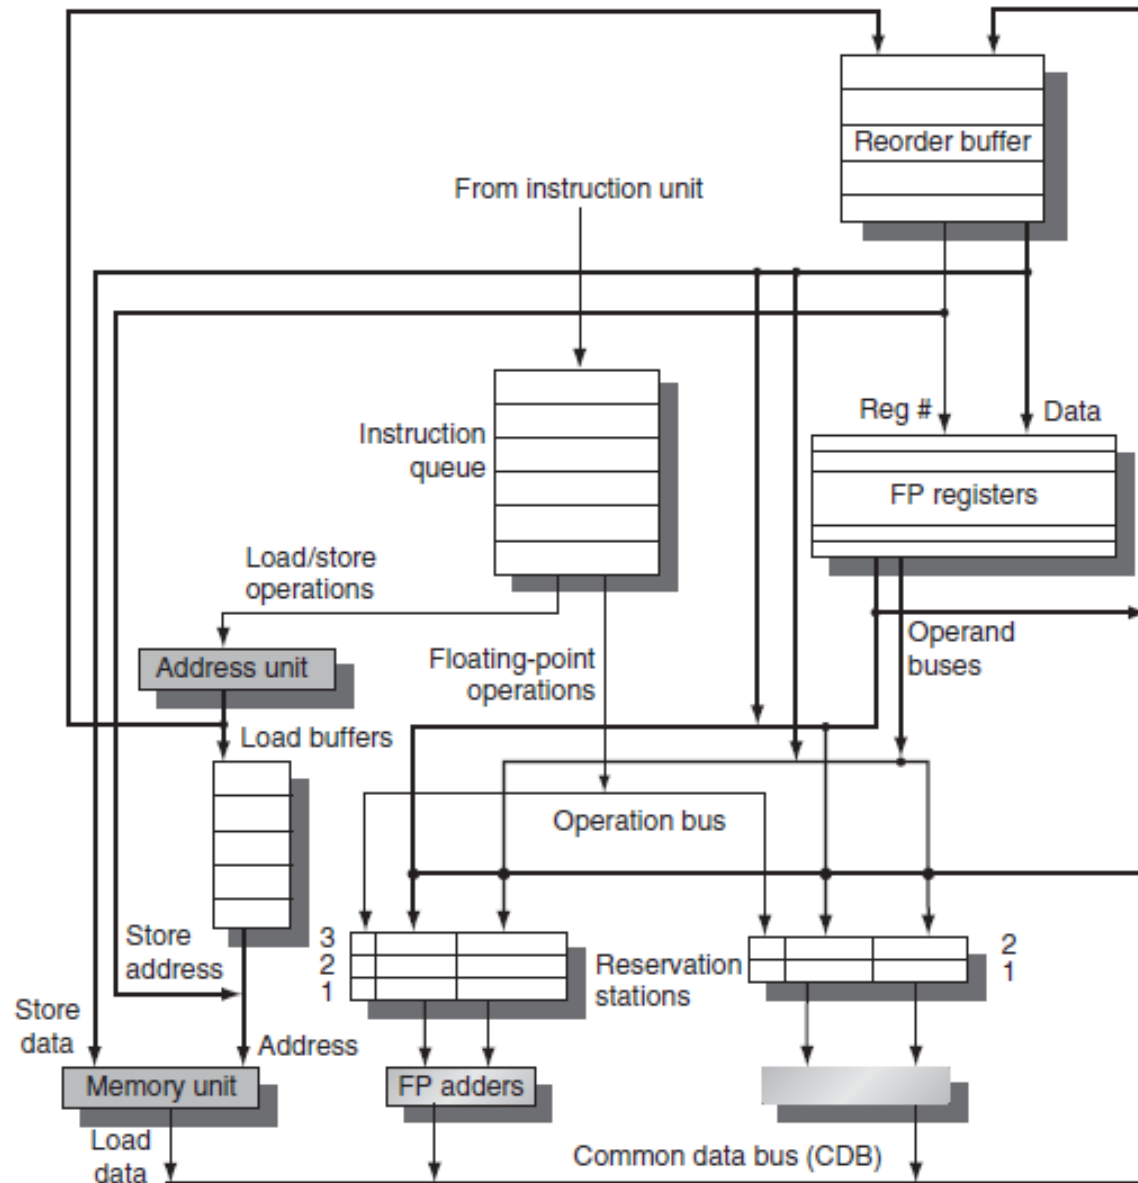 Reorder buffer
From instruction unit
Reg #
Data
Instruction
queue
FP registers
Load/store
operations
Operand
buses
Address unit
Floating-point
operations
Load buffers
Operation bus
Store
address
3
2
1
Reservation
stations
2
1
Store
data
Address
Memory unit
FP adders
Load
data
Common data bus (CDB)